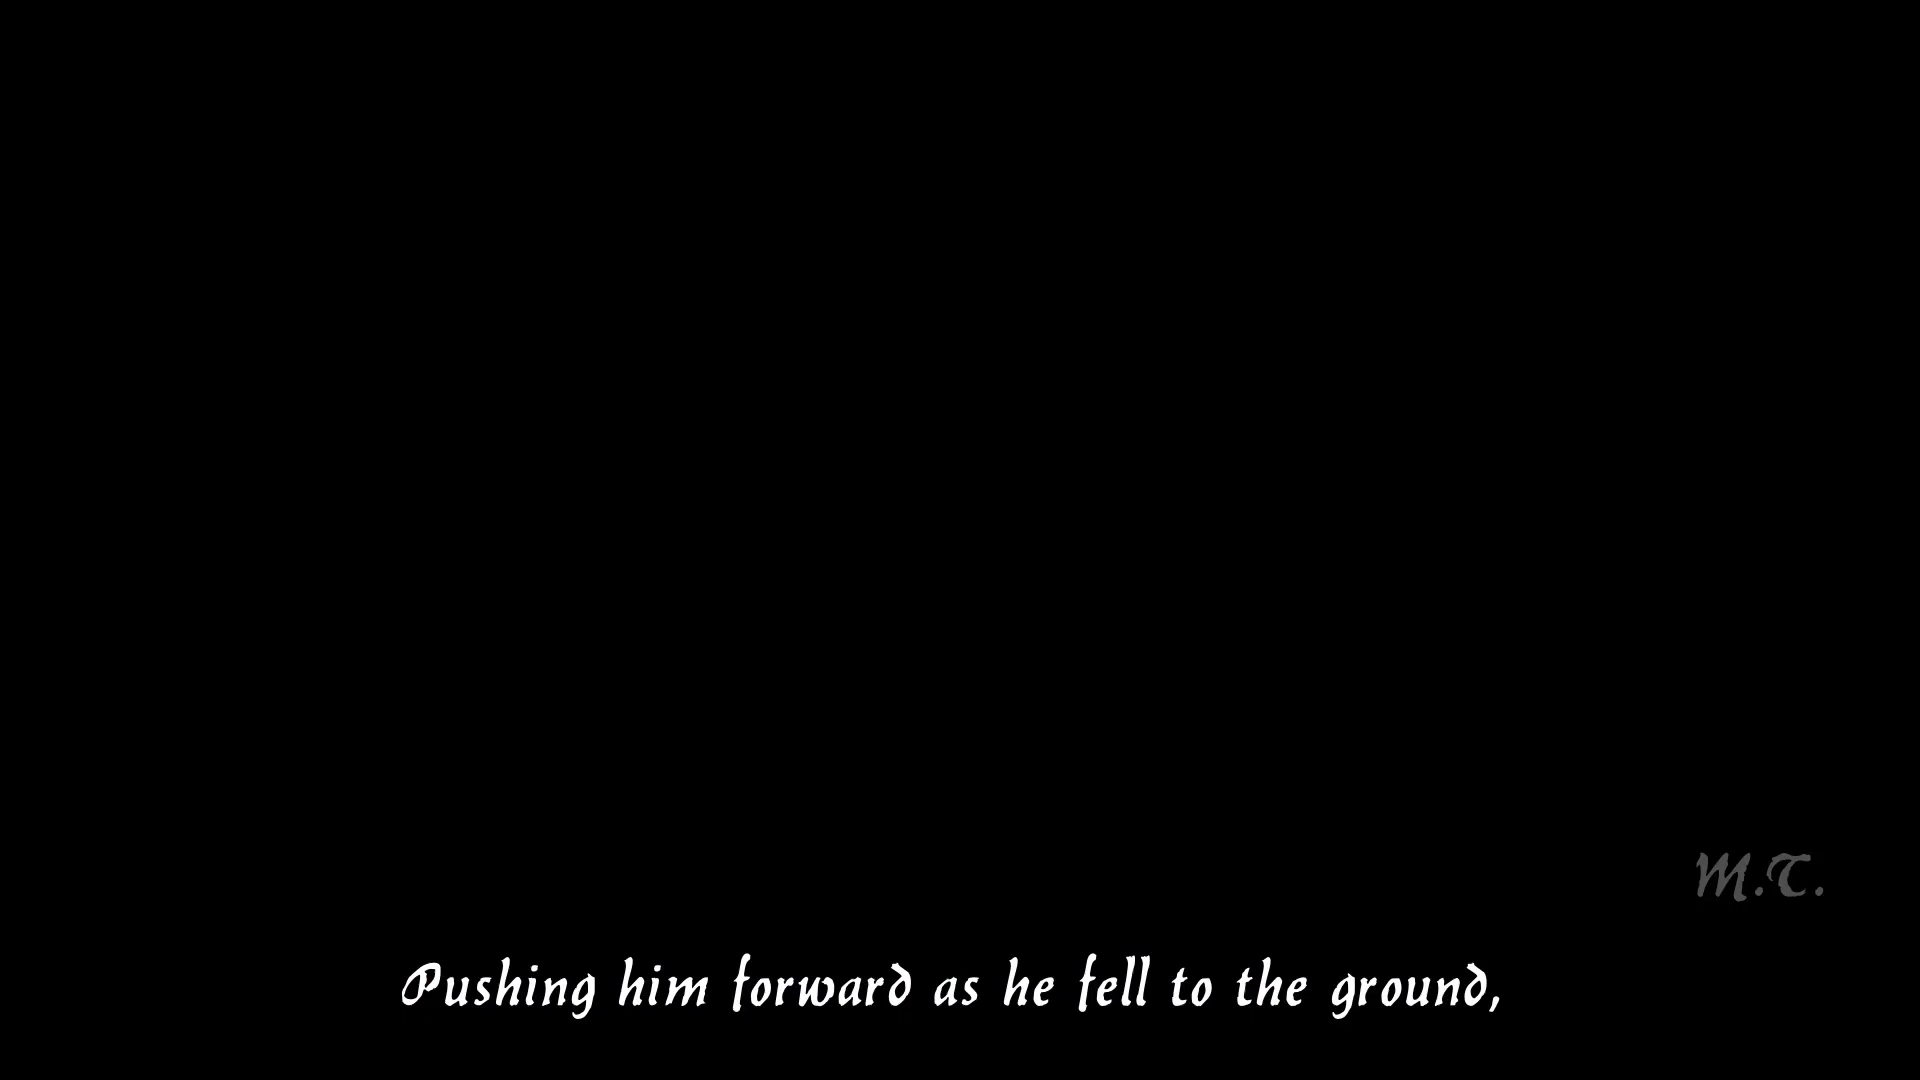 M.T.
Pushing him forward as he fell to the ground,